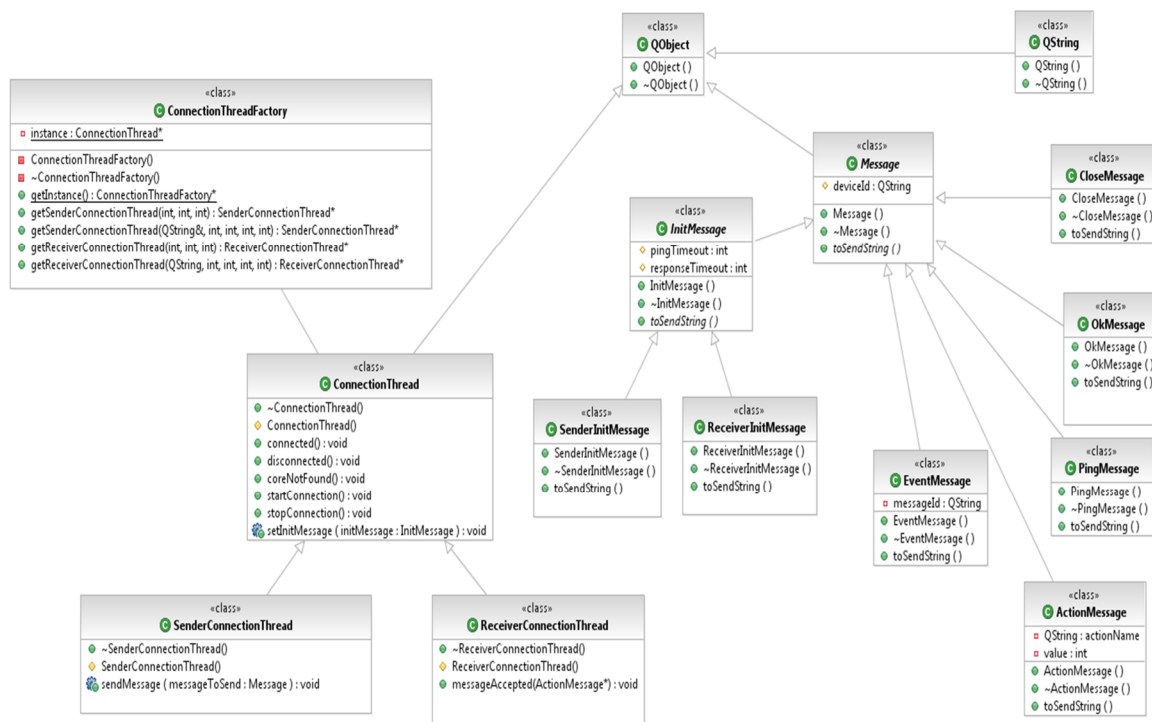 «class»
QObject
QObject ( )
~QObject ( )
«class»
QString
QString ( )
~QString ( )
«class»
ConnectionThreadFactory
instance : ConnectionThread*
ConnectionThreadFactory()
~ConnectionThreadFactory()
getInstance() : ConnectionThreadFactory*
getSenderConnectionThread(int, int, int) : SenderConnectionThread*
getSenderConnectionThread(QString&, int, int, int, int) : SenderConnectionThread*
getReceiverConnectionThread(int, int, int) : ReceiverConnectionThread*
getReceiverConnectionThread(QString, int, int, int, int) : ReceiverConnectionThread*
«class»
Message
deviceId : QString
Message ( )
~Message ( )
toSendString ( )
«class»
CloseMessage
CloseMessage ( )
~CloseMessage ( )
toSendString ( )
«class»
InitMessage
pingTimeout : int
responseTimeout : int
InitMessage ( )
~InitMessage ( )
toSendString ( )
«class»
OkMessage
OkMessage ( )
~OkMessage ( )
toSendString ( )
«class»
ConnectionThread
~ConnectionThread()
ConnectionThread()
connected() : void
disconnected() : void
coreNotFound() : void
startConnection() : void
stopConnection() : void
setInitMessage ( initMessage : InitMessage ) : void
«class»
SenderInitMessage
SenderInitMessage ( )
~SenderInitMessage ( )
toSendString ( )
«class»
ReceiverInitMessage
ReceiverInitMessage ( )
~ReceiverInitMessage ( )
toSendString ( )
«class»
EventMessage
messageId : QString
EventMessage ( )
~EventMessage ( )
toSendString ( )
«class»
PingMessage
PingMessage ( )
~PingMessage ( )
toSendString ( )
«class»
SenderConnectionThread
~SenderConnectionThread()
SenderConnectionThread()
sendMessage ( messageToSend : Message ) : void
«class»
ReceiverConnectionThread
~ReceiverConnectionThread()
ReceiverConnectionThread()
messageAccepted(ActionMessage*) : void
«class»
ActionMessage
QString : actionName
value : int
ActionMessage ( )
~ActionMessage ( )
toSendString ( )